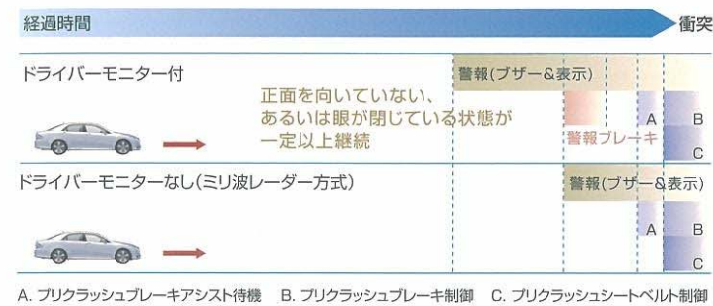 経過時間
衝突
ドライバーモニター付
警報(ブザー&表示)
正面を向いていない、
あるいは眼が閉じている状態が
一定以上継続
警報ブレーキ
A
B
C
ドライバーモニターなし(ミリ波レーダー方式)
警報(ブザー&表示)
A
B
C
A. プリクラッシュブレーキアシスト待機 B. プリクラッシュブレーキ制御 C. プリクラッシュシートベルト制御